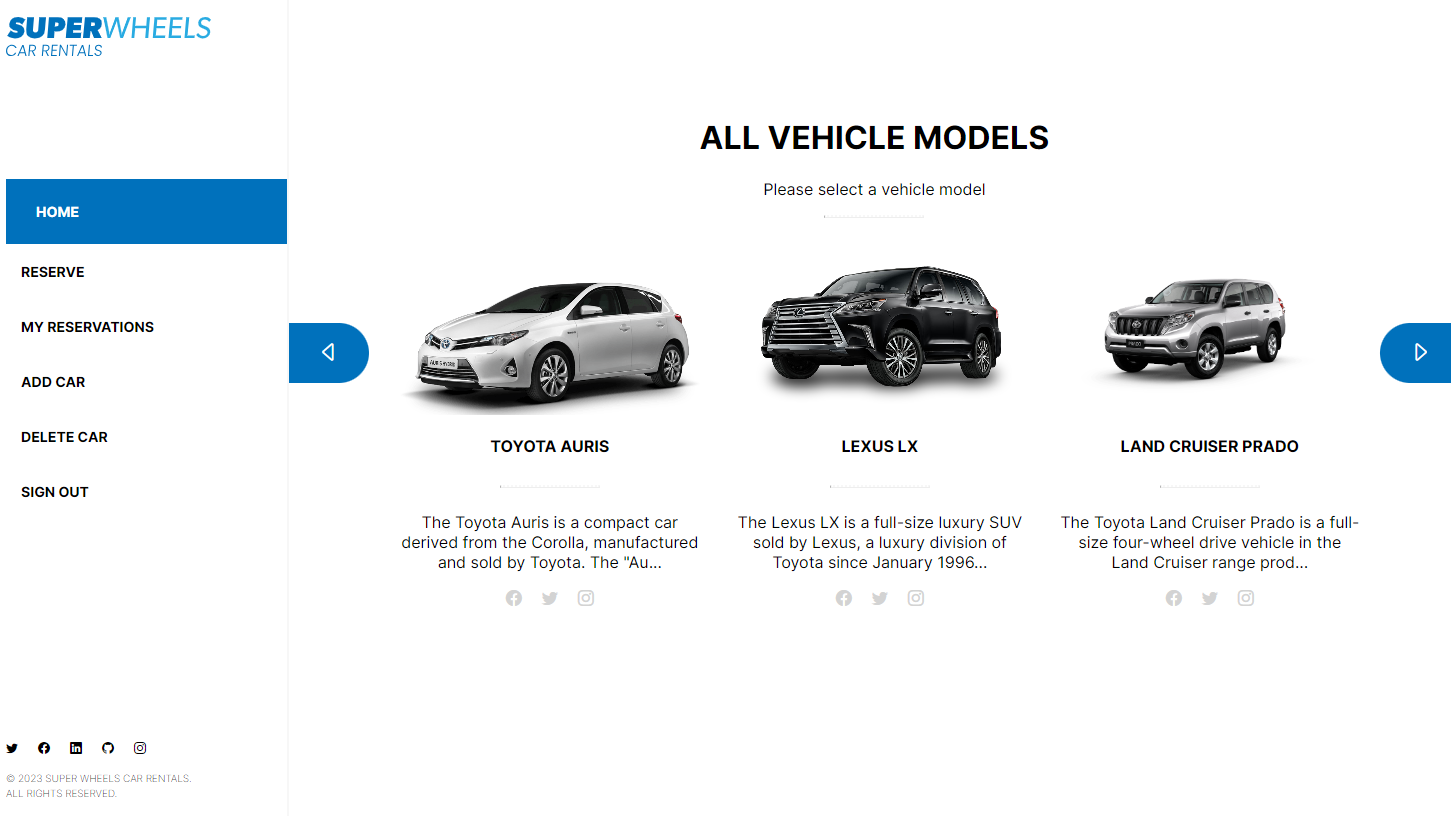 SUPERWHEELS
CAR RENTALS
HOME
RESERVE
MY RESERVATIONS
ADD CAR
DELETE CAR
SIGN OUT
© 2023 SUPER WHEELS CAR RENTALS.
ALL RIGHTS RESERVED.
ALL VEHICLE MODELS
Please select a vehicle model
TOYOTA AURIS
The Toyota Auris is a compact car
derived from the Corolla, manufactured
and sold by Toyota. The "Au...
LEXUS LX
The Lexus LX is a full-size luxury SUV
sold by Lexus, a luxury division of
Toyota since January 1996...
PRADO
LAND CRUISER PRADO
The Toyota Land Cruiser Prado is a full-
size four-wheel drive vehicle in the
Land Cruiser range prod...